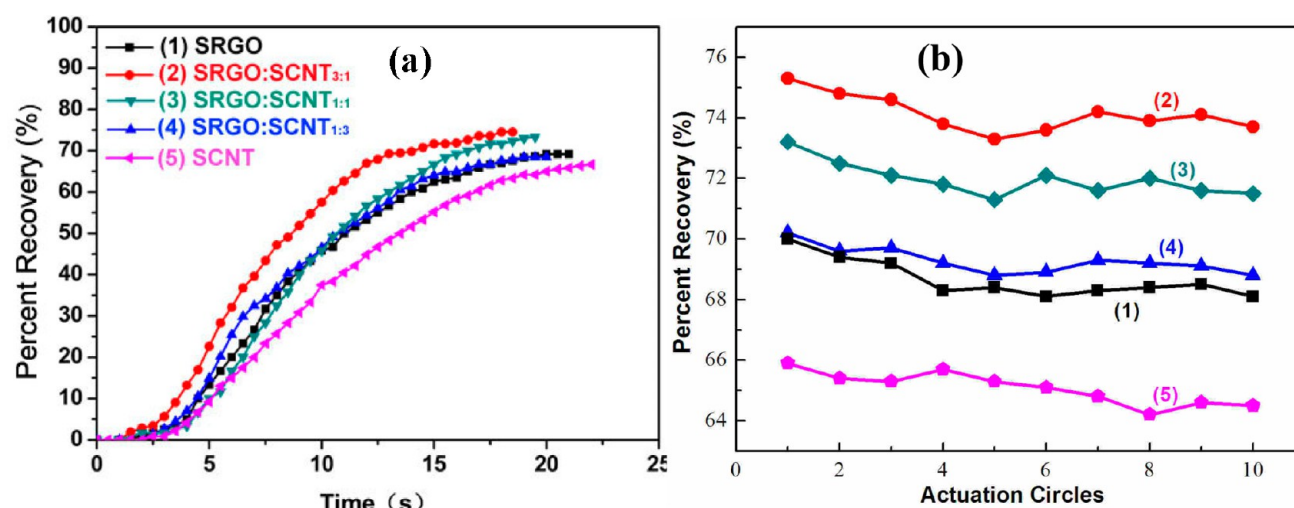 100
90
80
70
60
50
40
30
20
10
0
Percent Recovery (%)
(1) SRGO
(2) SRGO:SCNT3:1
(3) SRGO:SCNT1:1
(4) SRGO:SCNT1:3
(5) SCNT
(a)
0 5 10 15 20 25
Time (s)
76
74
72
70
68
66
64
Percent Recovery (%)
(b)
(2)
(3)
(4)
(1)
(5)
0 2 4 6 8 10
Actuation Circles